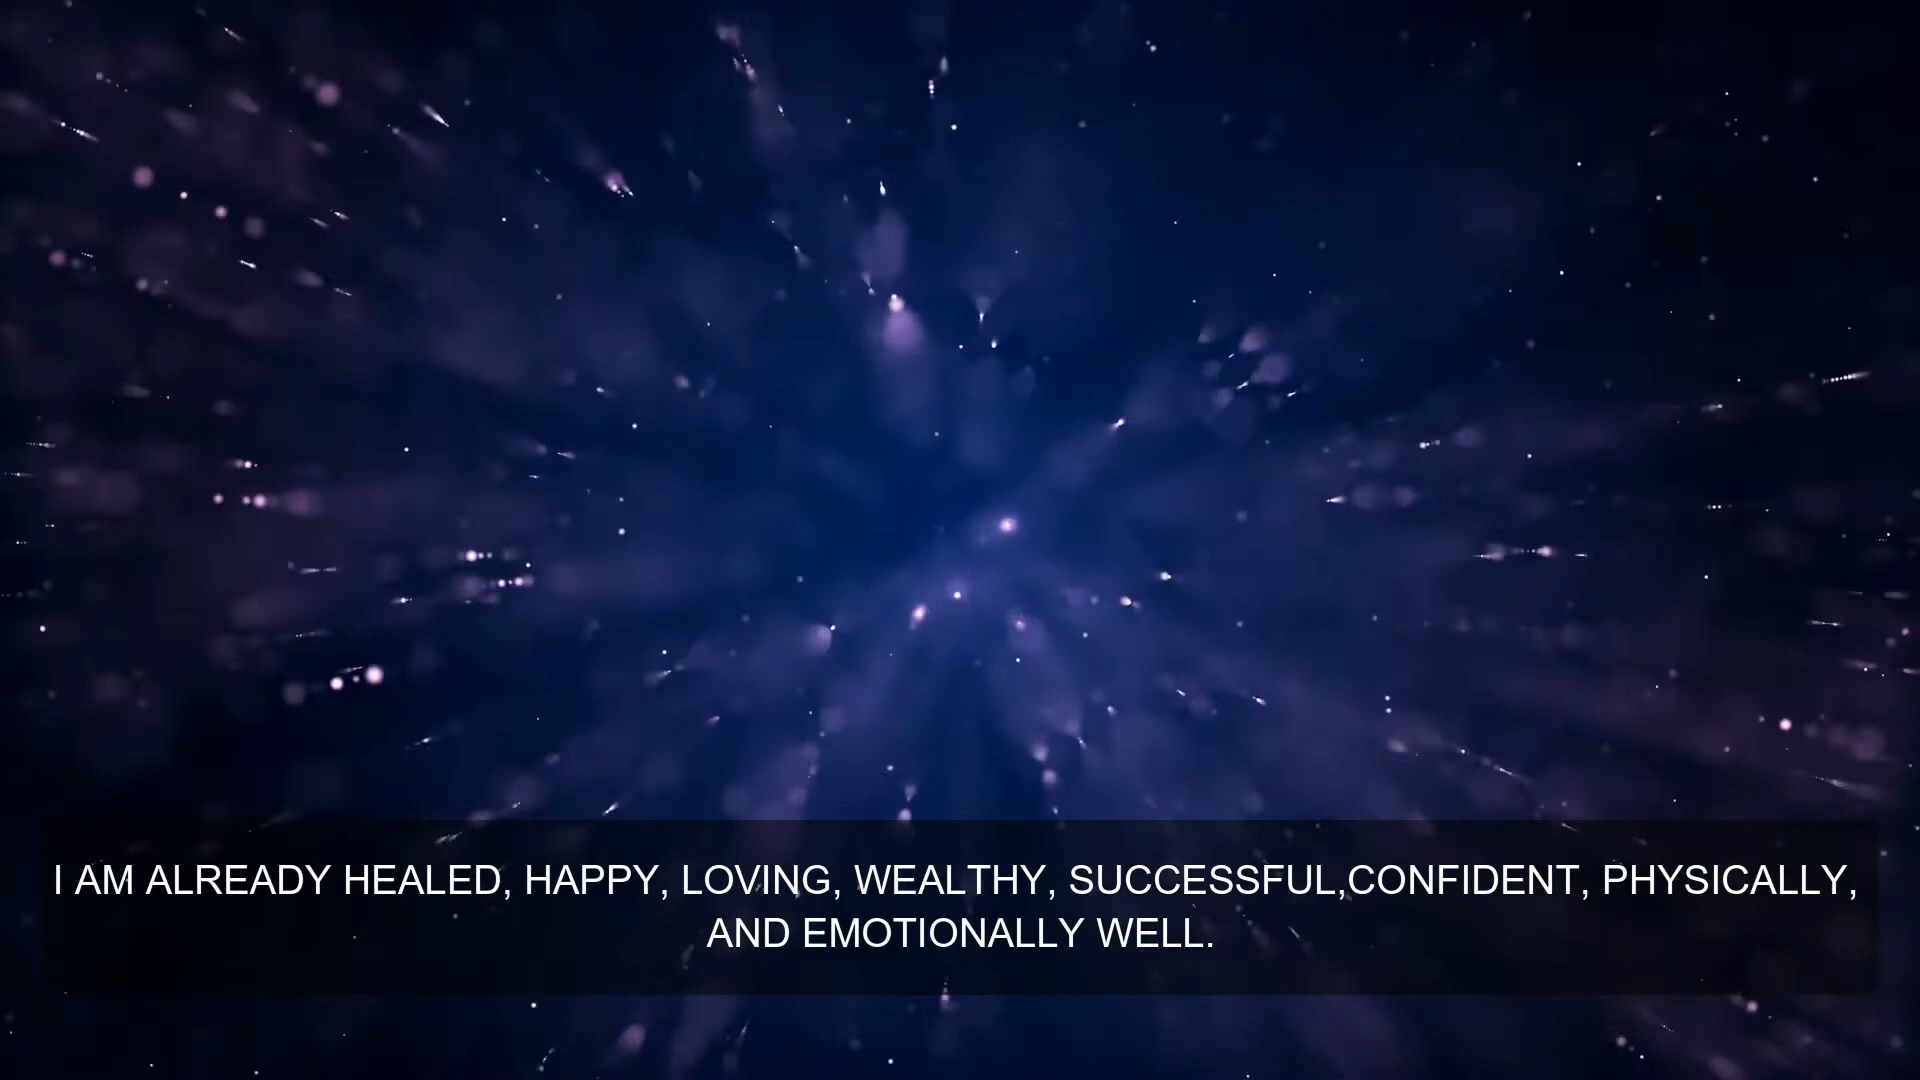 I AM ALREADY HEALED, HAPPY, LOVING, WEALTHY, SUCCESSFUL,CONFIDENT, PHYSICALLY,
AND EMOTIONALLY WELL.